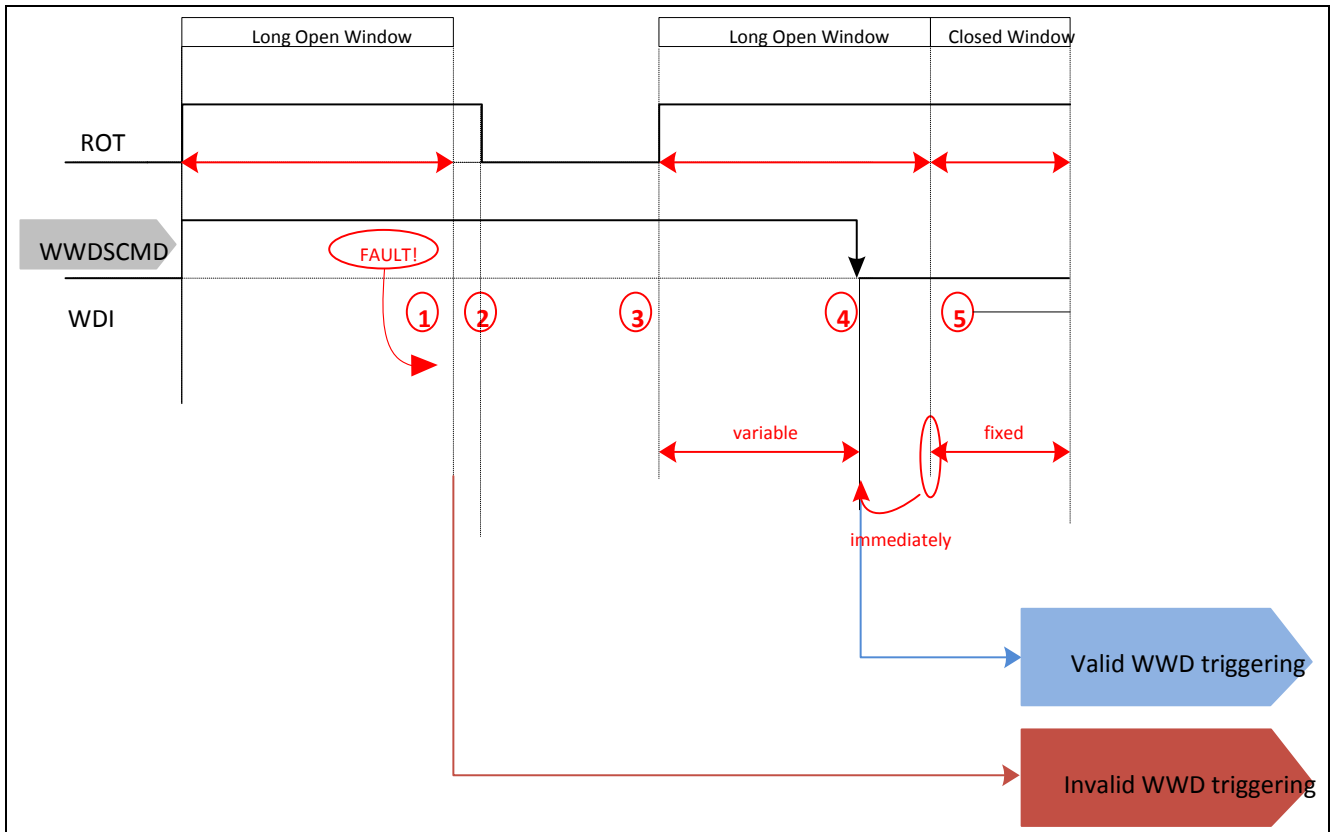 Long Open Window
Long Open Window
Closed Window
ROT
WWDSCMD
FAULT!
WDI
1
2
3
4
5
variable
fixed
immediately
Valid WWD triggering
Invalid WWD triggering